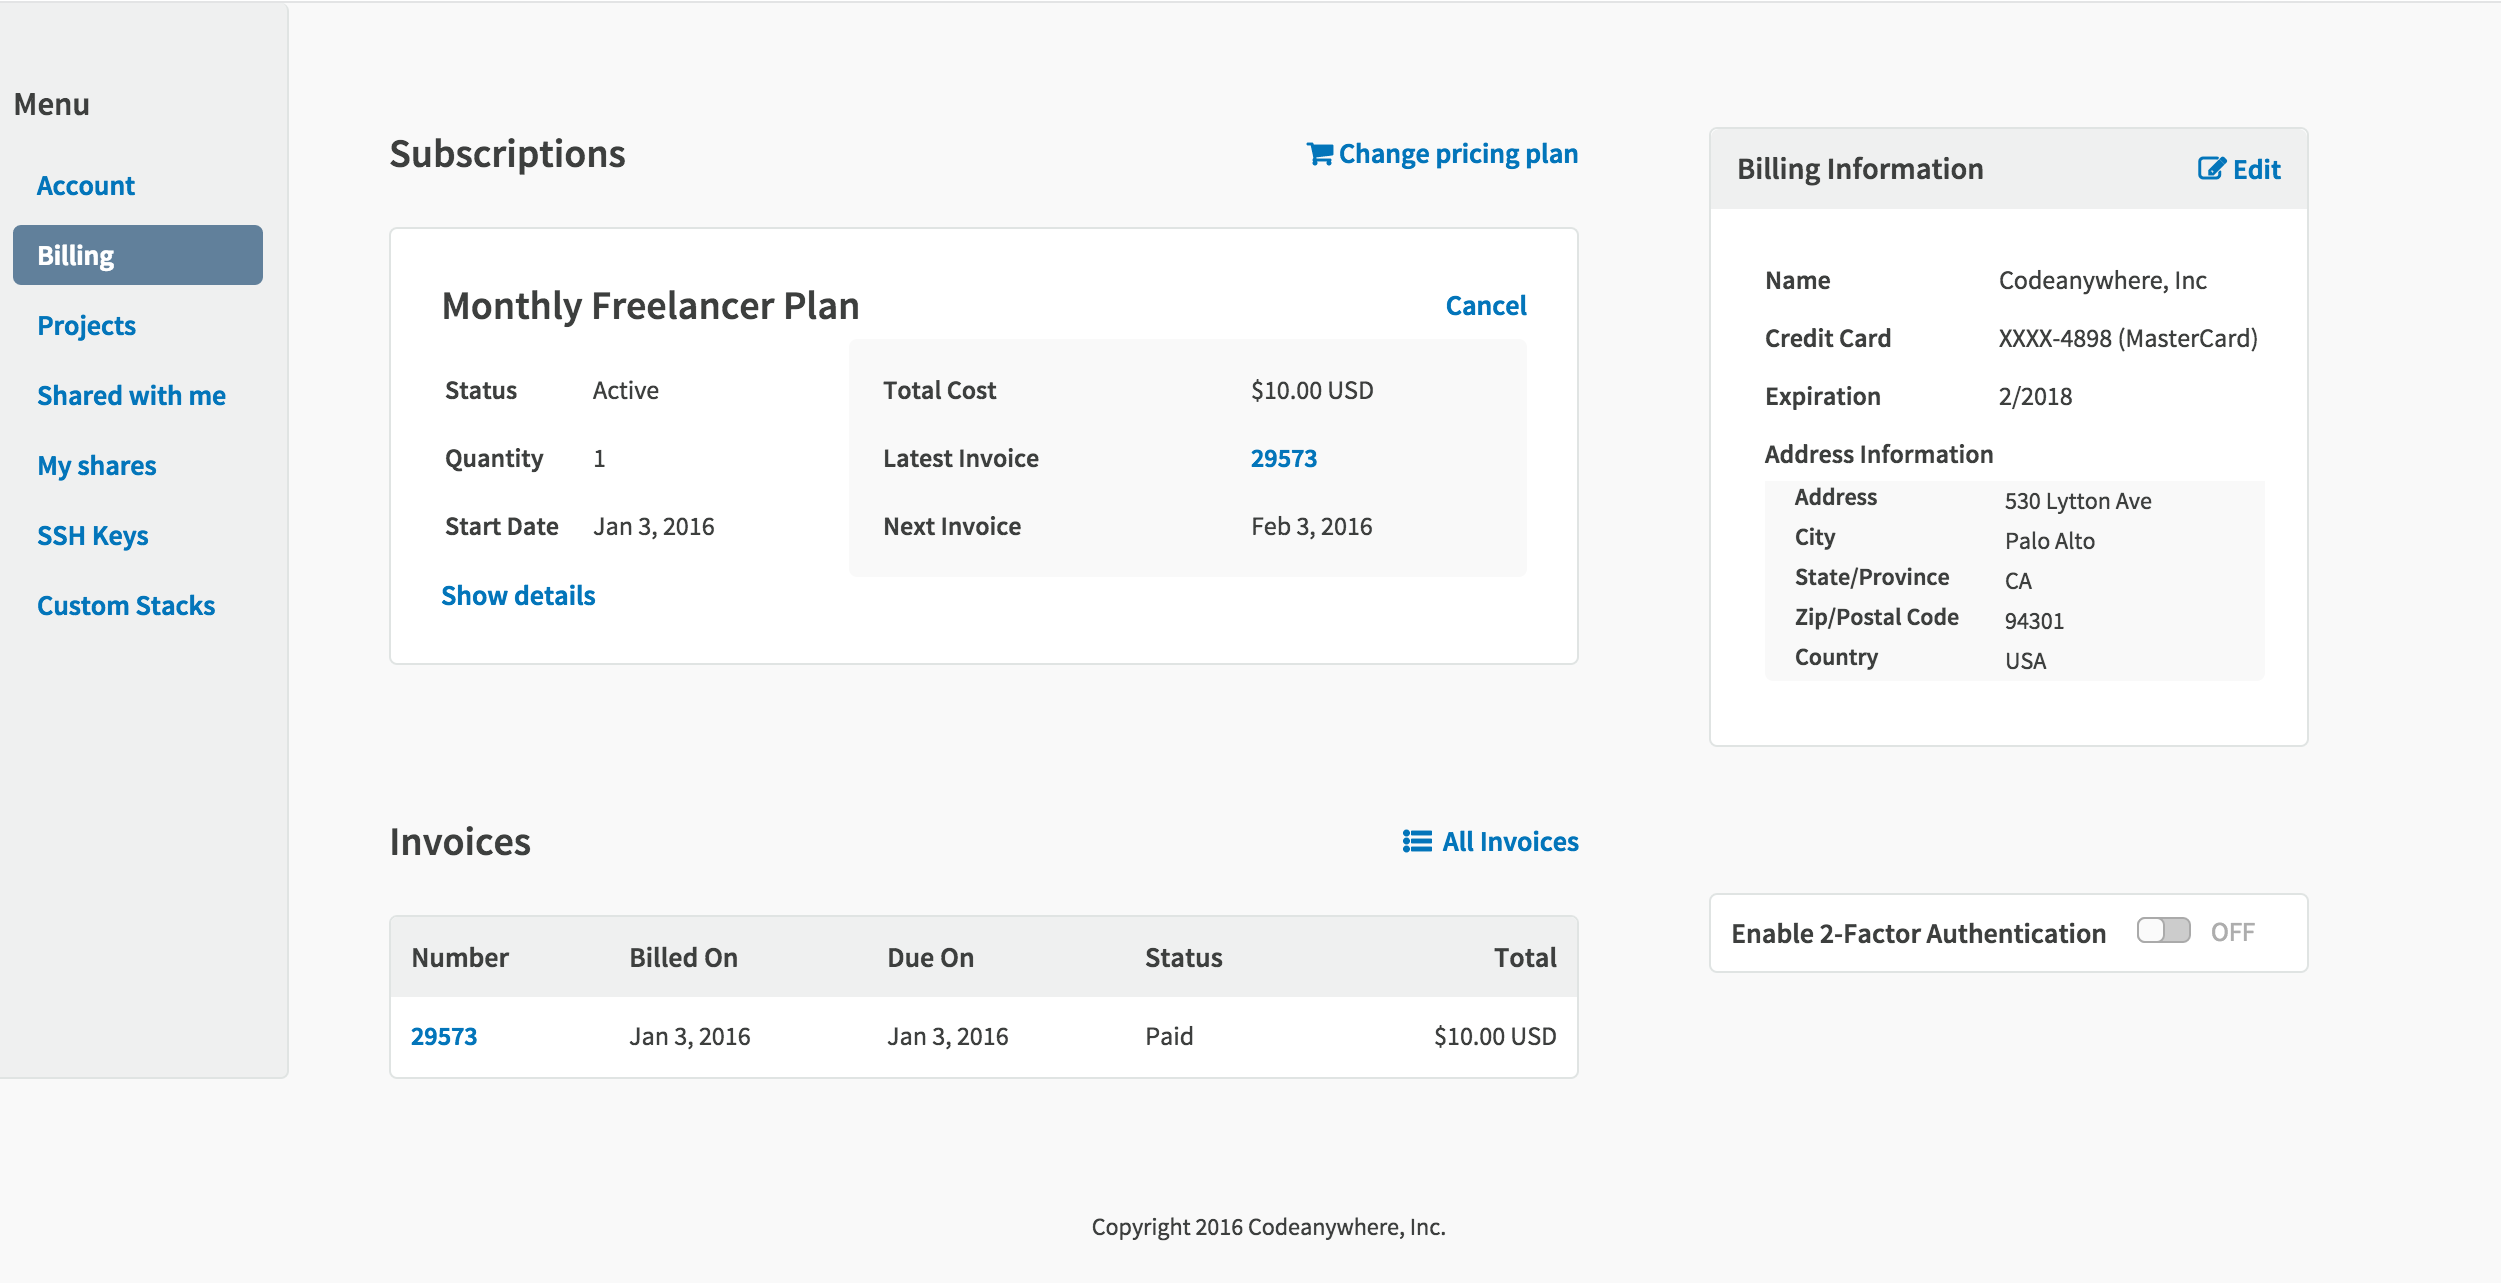 Menu
Account
Billing
Projects
Shared with me
My shares
SSH Keys
Custom Stacks
Subscriptions
Change pricing plan
Monthly Freelancer Plan
Cancel
Status Active
Quantity 1
Start Date Jan 3, 2016
Show details
Total Cost $10.00 USD
Latest Invoice 29573
Next Invoice Feb 3, 2016
Invoices
All Invoices
Number Billed On Due On Status Total
29573 Jan 3, 2016 Jan 3, 2016 Paid $10.00 USD
Billing Information
Edit
Name Codeanywhere, Inc
Credit Card XXXX-4898 (MasterCard)
Expiration 2/2018
Address Information
Address 530 Lytton Ave
City Palo Alto
State/Province CA
Zip/Postal Code 94301
Country USA
Enable 2-Factor Authentication OFF
Copyright 2016 Codeanywhere, Inc.